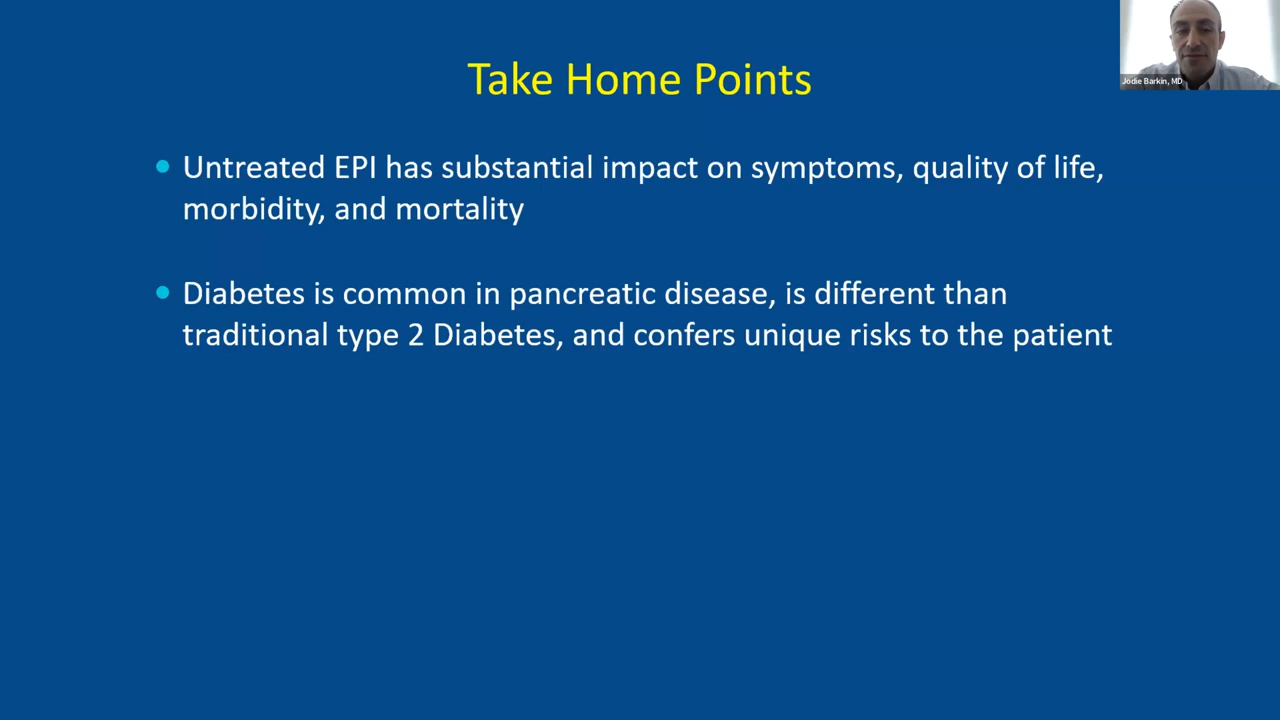 Jodie Barkin, MD
Take Home Points
Untreated EPI has substantial impact on symptoms, quality of life,
morbidity, and mortality
Diabetes is common in pancreatic disease, is different than
traditional type 2 Diabetes, and confers unique risks to the patient